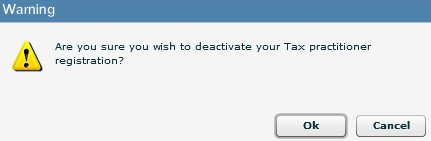 Warning
Are you sure you wish to deactivate your Tax practitioner
registration?
Ok
Cancel